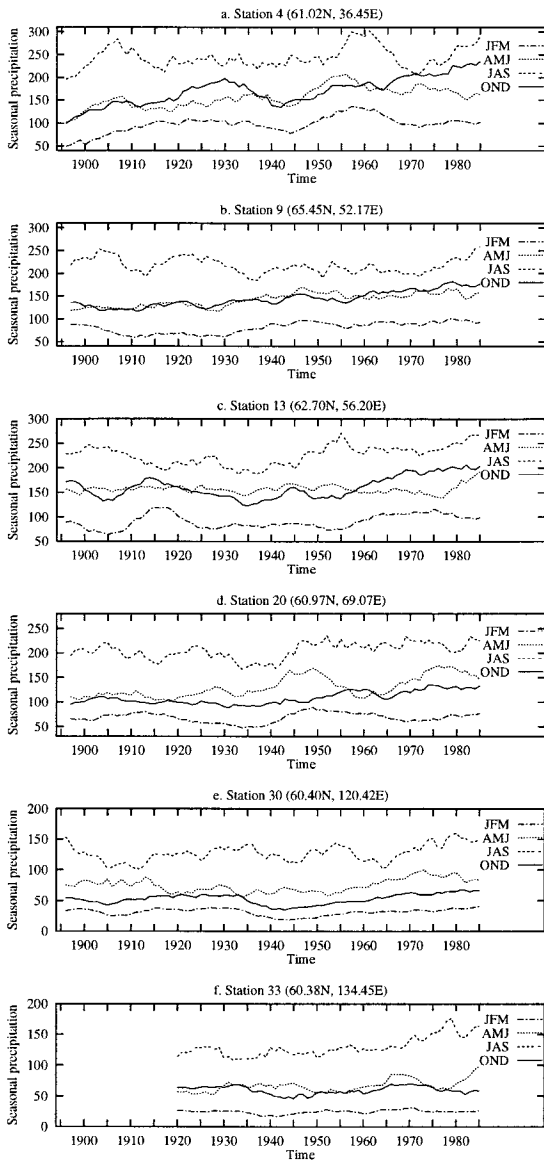 a. Station 4 (61.02N, 36.45E)
Seasonal precipitation
300
250
200
150
100
50
JFM
AMJ
JAS
OND
1900 1910 1920 1930 1940 1950 1960 1970 1980
Time
b. Station 9 (65.45N, 52.17E)
Seasonal precipitation
300
250
200
150
100
50
JFM
AMJ
JAS
OND
1900 1910 1920 1930 1940 1950 1960 1970 1980
Time
c. Station 13 (62.70N, 56.20E)
Seasonal precipitation
300
250
200
150
100
50
JFM
AMJ
JAS
OND
1900 1910 1920 1930 1940 1950 1960 1970 1980
Time
d. Station 20 (60.97N, 69.07E)
Seasonal precipitation
250
200
150
100
50
JFM
AMJ
JAS
OND
1900 1910 1920 1930 1940 1950 1960 1970 1980
Time
e. Station 30 (60.40N, 120.42E)
Seasonal precipitation
200
150
100
50
0
JFM
AMJ
JAS
OND
1900 1910 1920 1930 1940 1950 1960 1970 1980
Time
f. Station 33 (60.38N, 134.45E)
Seasonal precipitation
200
150
100
50
0
JFM
AMJ
JAS
OND
1900 1910 1920 1930 1940 1950 1960 1970 1980
Time